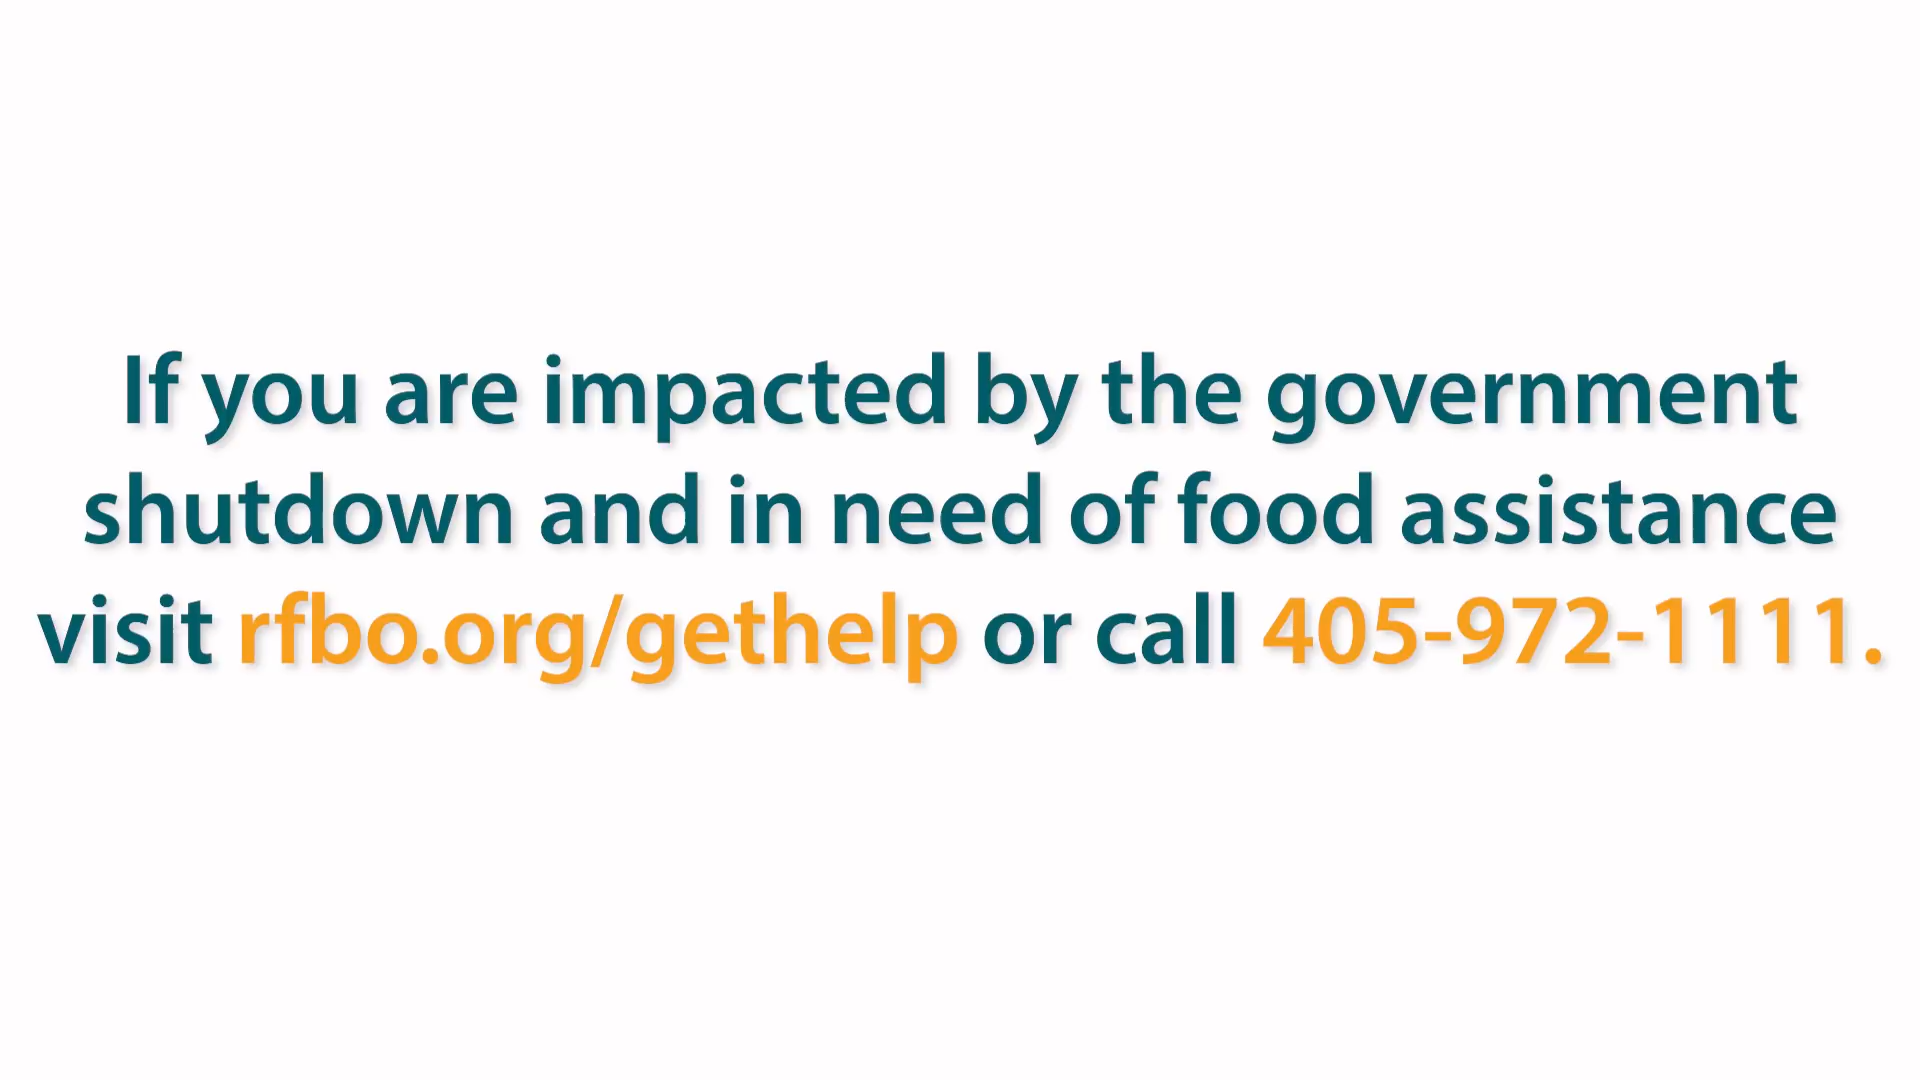 If you are impacted by the government
shutdown and in need of food assistance
visit rfbo.org/gethelp or call 405-972-1111.